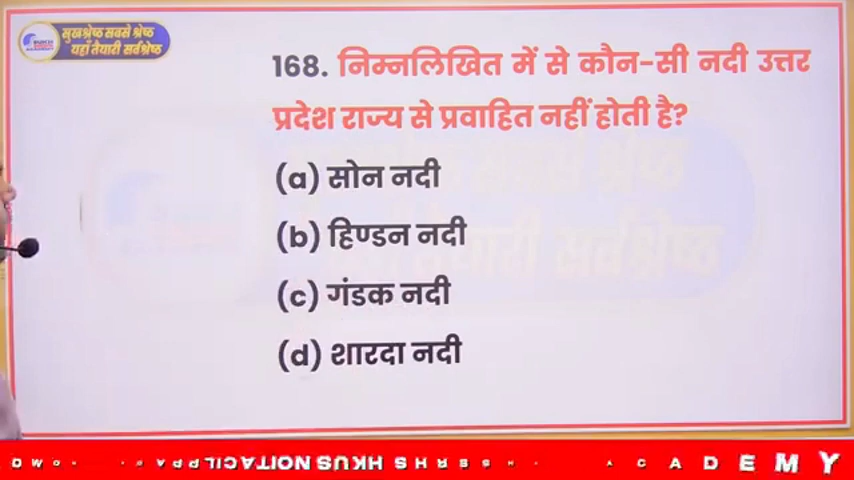 सुखश्रेष्ठ सबसे श्रेष्ठ
यहाँ तैयारी सर्वश्रेष्ठ
168. निम्नलिखित में से कौन-सी नदी उत्तर
प्रदेश राज्य से प्रवाहित नहीं होती है?
(a) सोन नदी
(b) हिण्डन नदी
(c) गंडक नदी
(d) शारदा नदी
ACADEMY